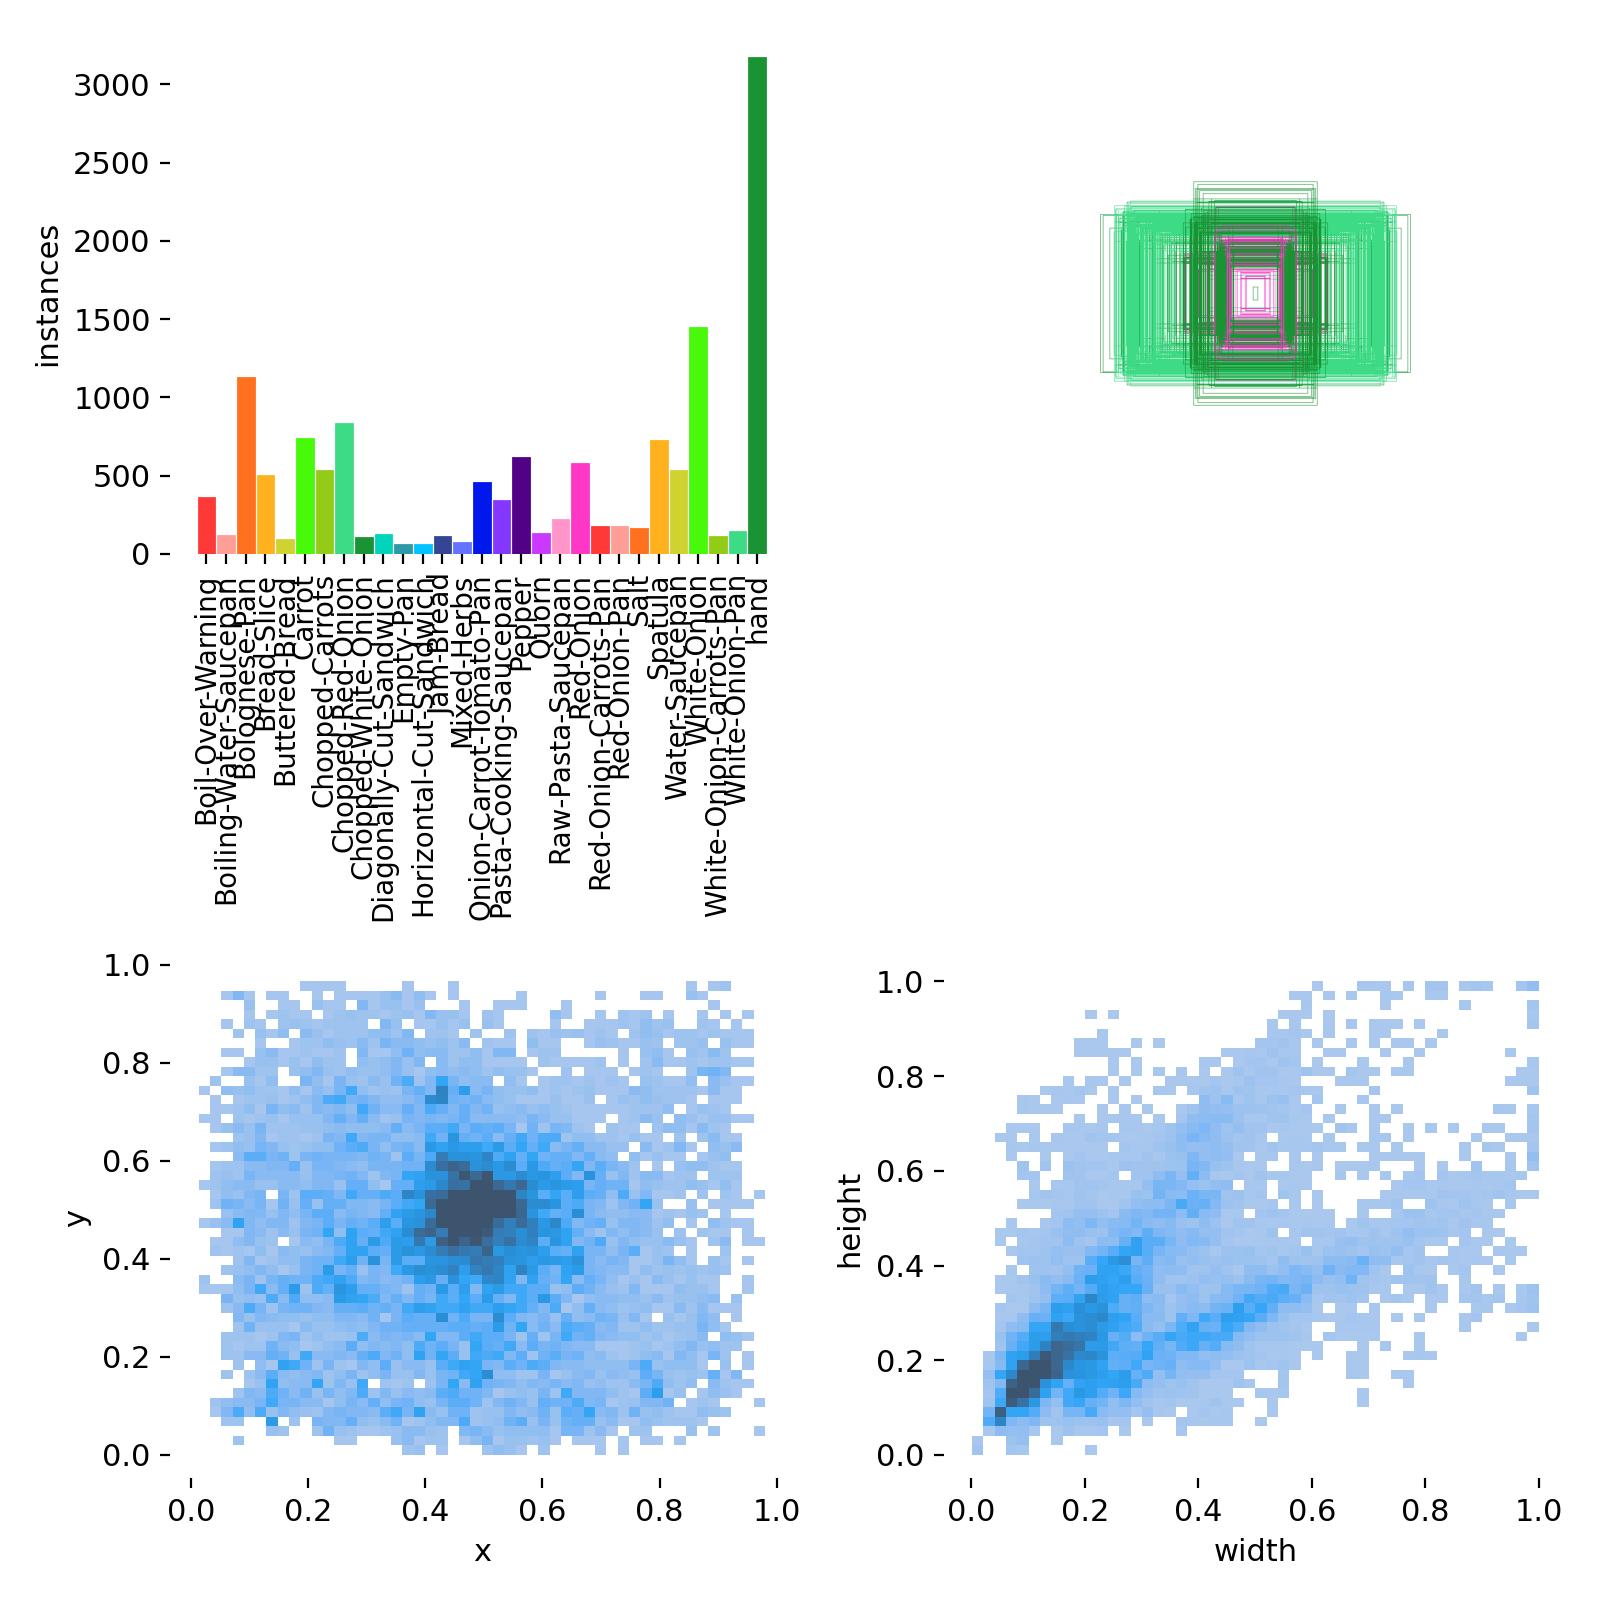 3000
2500
2000
1500
1000
500
0
instances
Boil-Over-Warning
Boiling-Water-Saucepan
Bolognese-Pan
Bread-Slice
Buttered-Bread
Carrot
Chopped-Carrots
Chopped-Red-Onion
Chopped-White-Onion
Diagonally-Cut-Sandwich
Empty-Pan
Horizontal-Cut-Sandwich
Jam-Bread
Mixed-Herbs
Onion-Carrot-Tomato-Pan
Pasta-Cooking-Saucepan
Pepper
Quorn
Raw-Pasta-Saucepan
Red-Onion
Red-Onion-Carrots-Pan
Red-Onion-Pan
Salt
Spatula
Water-Saucepan
White-Onion
White-Onion-Carrots-Pan
White-Onion-Pan
hand
1.0
0.8
0.6
0.4
0.2
0.0
y
0.0 0.2 0.4 0.6 0.8 1.0
x
1.0
0.8
0.6
0.4
0.2
0.0
height
0.0 0.2 0.4 0.6 0.8 1.0
width